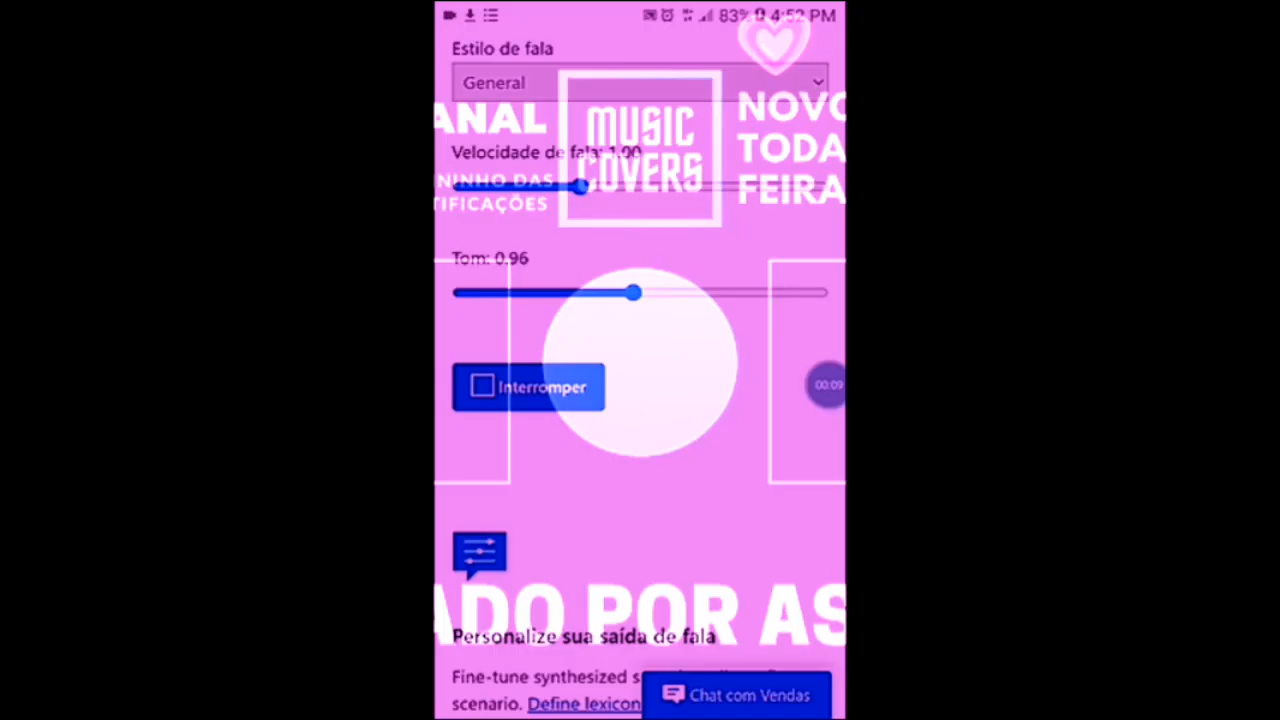 83% 4:52 PM
Estilo de fala
General
ANAL
MUSIC
COVERS
NOVO
TODA
FEIRA
Velocidade de fala: 1.00
NINHO DAS
TIFICAÇÕES
Tom: 0.96
Interromper
00:09
ADO POR AS
Personalize sua saída de fala
Fine-tune synthesized s
scenario. Define lexicon
Chat com Vendas